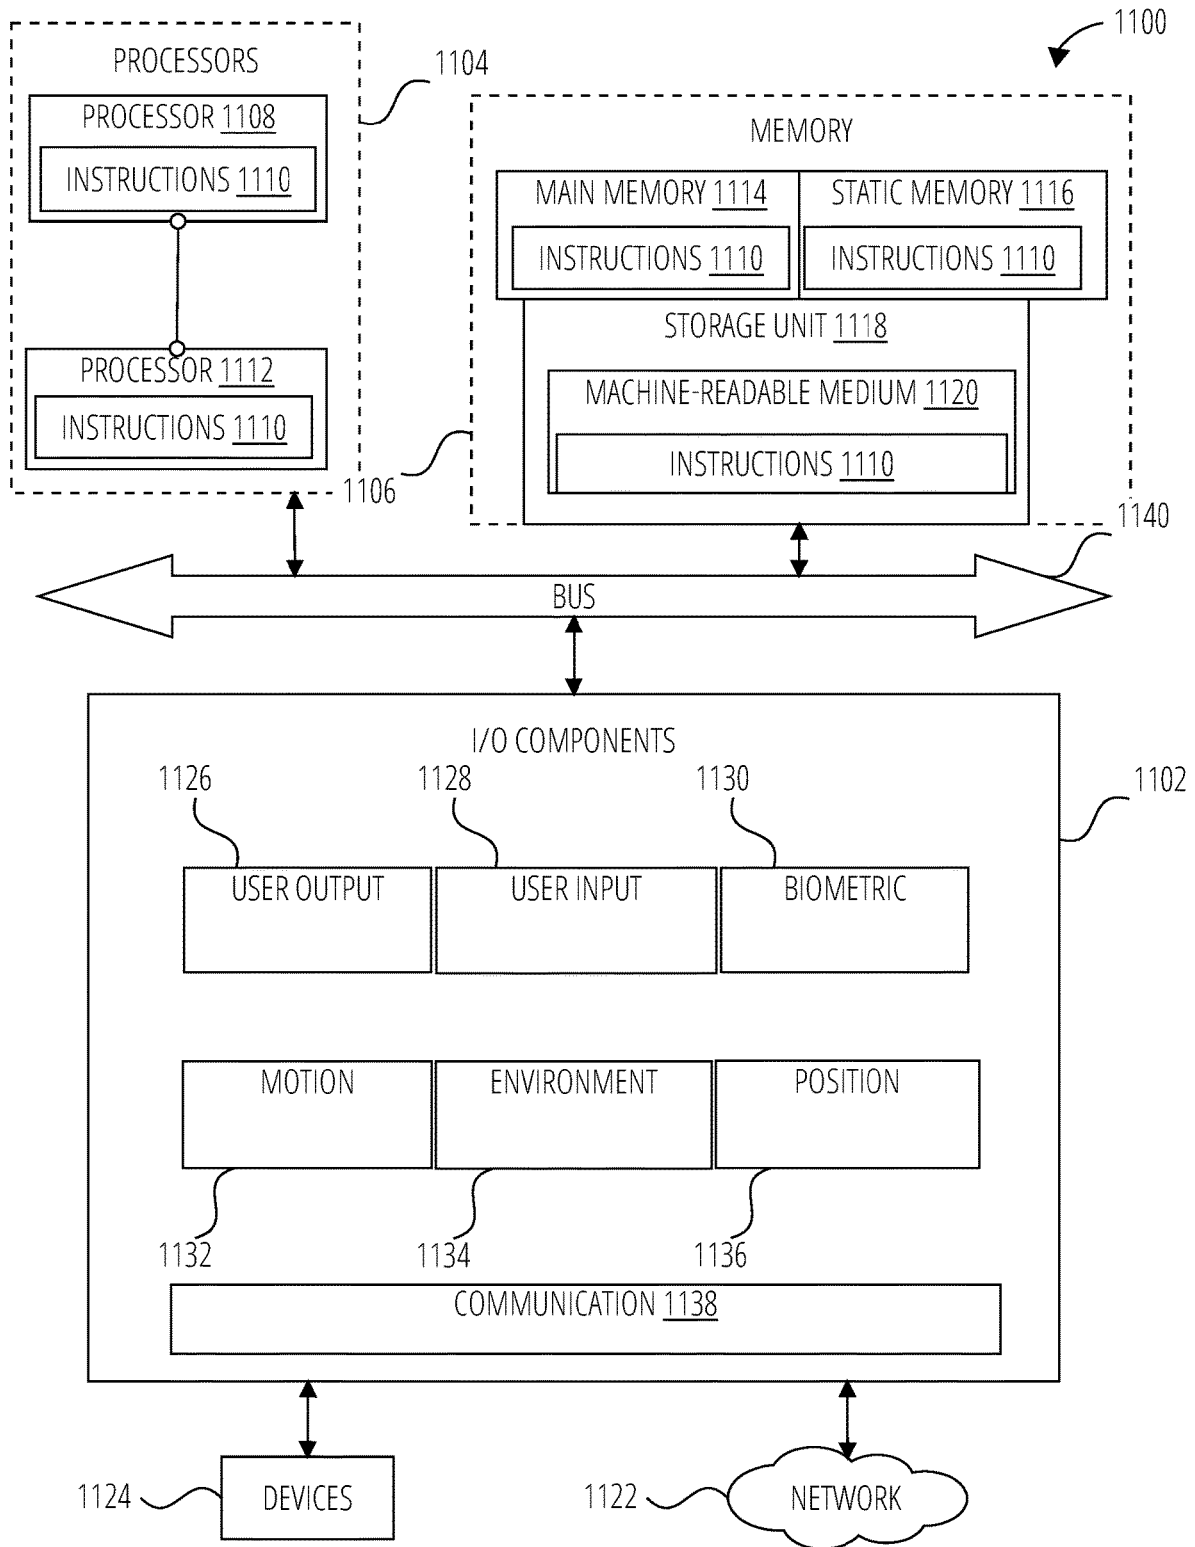 1100
PROCESSORS
1104
PROCESSOR 1108
INSTRUCTIONS 1110
PROCESSOR 1112
INSTRUCTIONS 1110
MEMORY
MAIN MEMORY 1114
INSTRUCTIONS 1110
STATIC MEMORY 1116
INSTRUCTIONS 1110
STORAGE UNIT 1118
MACHINE-READABLE MEDIUM 1120
INSTRUCTIONS 1110
1106
1140
BUS
I/O COMPONENTS
1102
1126
1128
1130
USER OUTPUT
USER INPUT
BIOMETRIC
MOTION
ENVIRONMENT
POSITION
1132
1134
1136
COMMUNICATION 1138
1124
DEVICES
1122
NETWORK